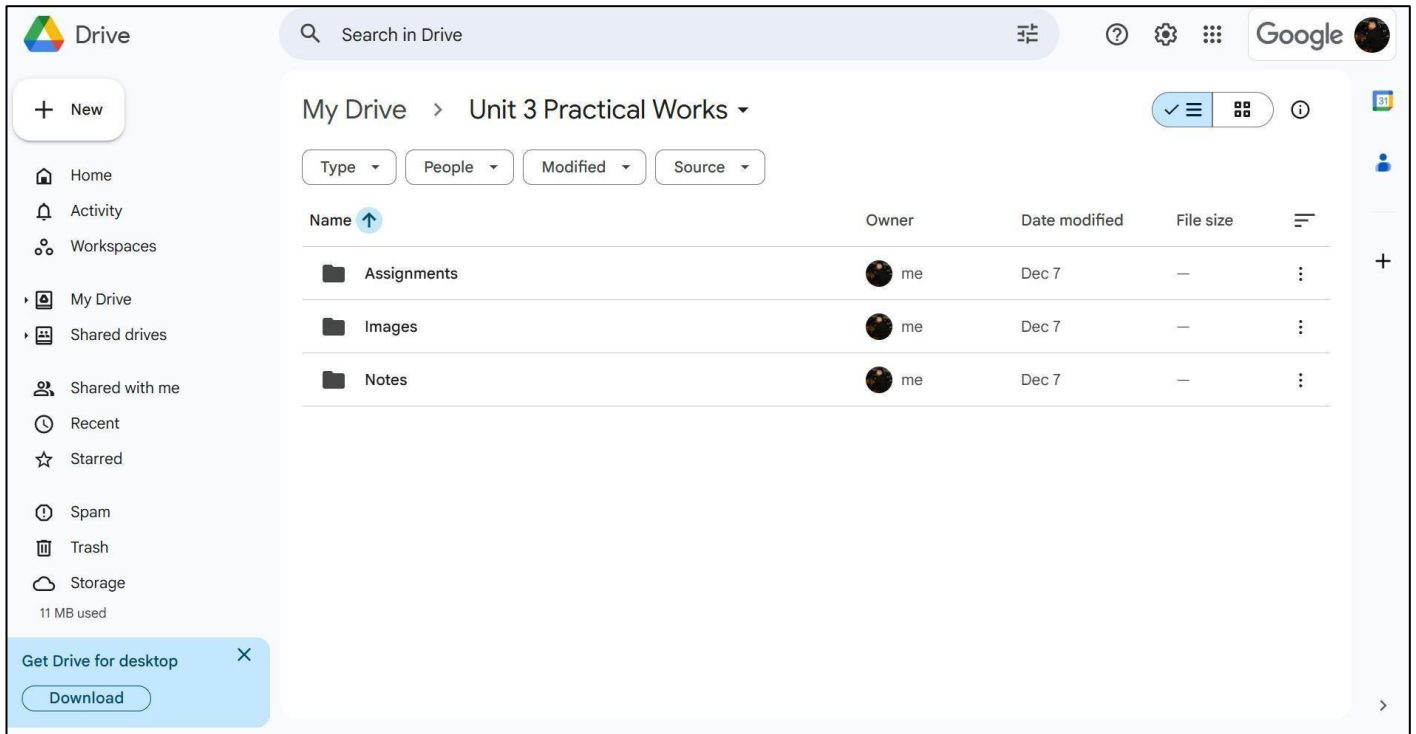 Drive
Search in Drive
Google
New
My Drive > Unit 3 Practical Works
31
Type People Modified Source
Home
Activity
Workspaces
My Drive
Shared drives
Shared with me
Recent
Starred
Spam
Trash
Storage
11 MB used
Get Drive for desktop
Download
Name Owner Date modified File size
Assignments me Dec 7 —
Images me Dec 7 —
Notes me Dec 7 —